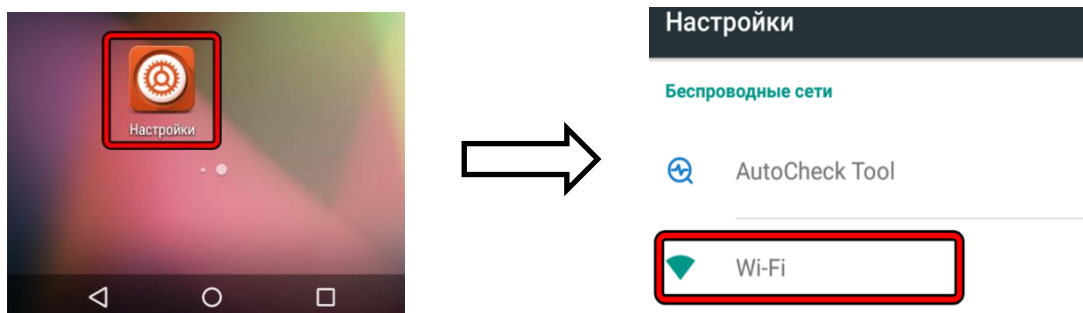 Настройки
Настройки
Беспроводные сети
AutoCheck Tool
Wi-Fi